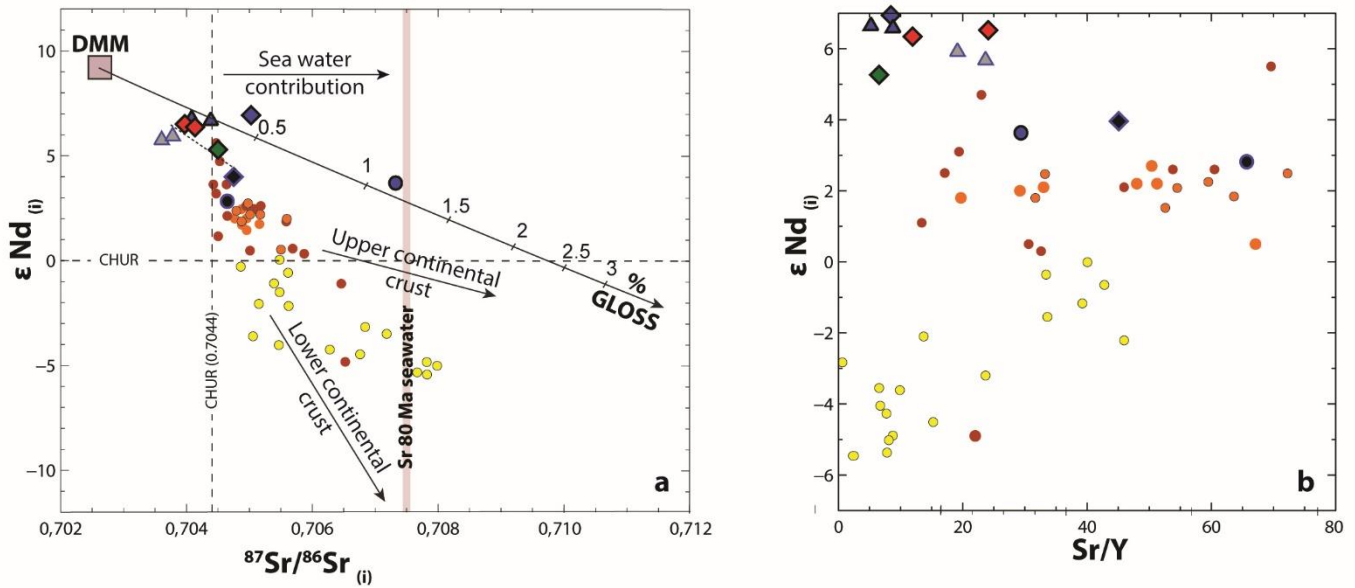 DMM
Sea water
contribution
0.5
1
1.5
2
2.5
3
%
GLOSS
CHUR
Upper continental
crust
Lower continental
crust
CHUR (0.7044)
Sr 80 Ma seawater
a
10
5
0
−5
−10
ε Nd (i)
0,702
0,704
0,706
0,708
0,710
0,712
⁸⁷Sr/⁸⁶Sr (i)
6
4
2
0
−2
−4
−6
ε Nd (i)
b
0
20
40
60
80
Sr/Y